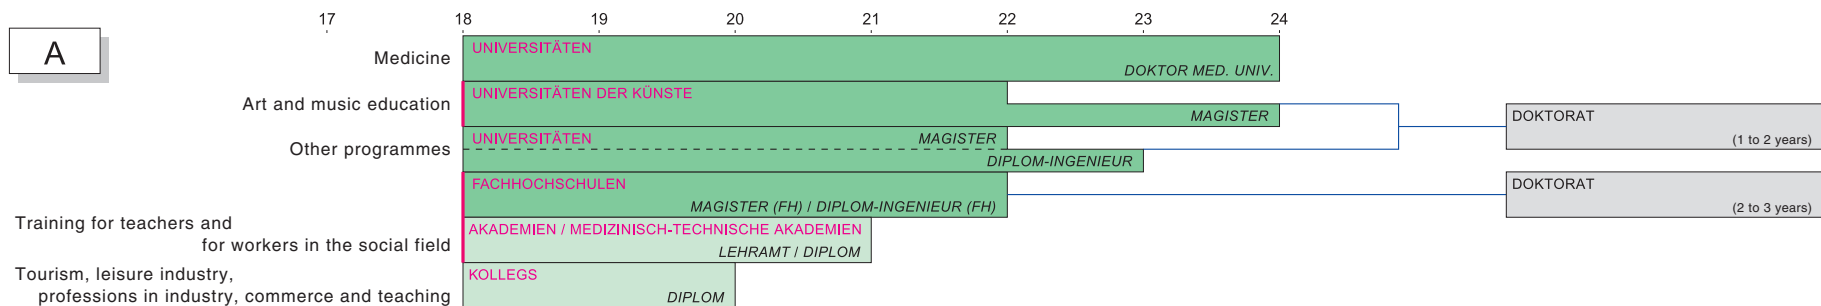 17 18 19 20 21 22 23 24
A
Medicine
UNIVERSITÄTEN
DOKTOR MED. UNIV.
Art and music education
UNIVERSITÄTEN DER KÜNSTE
MAGISTER
DOKTORAT
(1 to 2 years)
Other programmes
UNIVERSITÄTEN
MAGISTER
DIPLOM-INGENIEUR
FACHHOCHSCHULEN
MAGISTER (FH) / DIPLOM-INGENIEUR (FH)
DOKTORAT
(2 to 3 years)
Training for teachers and
for workers in the social field
AKADEMIEN / MEDIZINISCH-TECHNISCHE AKADEMIEN
LEHRAMT / DIPLOM
Tourism, leisure industry,
professions in industry, commerce and teaching
KOLLEGS
DIPLOM